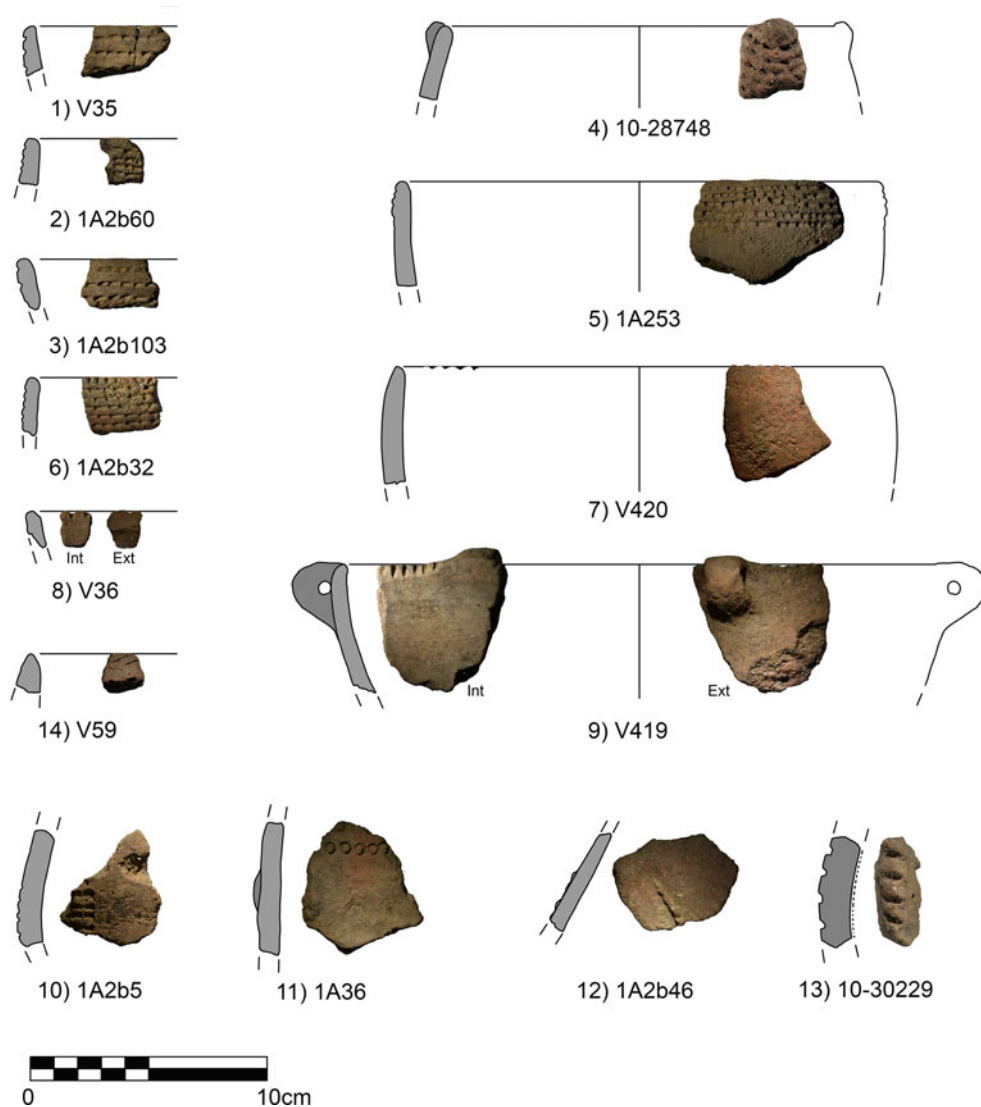 1) V35
4) 10-28748
2) 1A2b60
5) 1A253
3) 1A2b103
6) 1A2b32
7) V420
Int Ext
8) V36
Int
Ext
14) V59
9) V419
10) 1A2b5
11) 1A36
12) 1A2b46
13) 10-30229
0 10cm